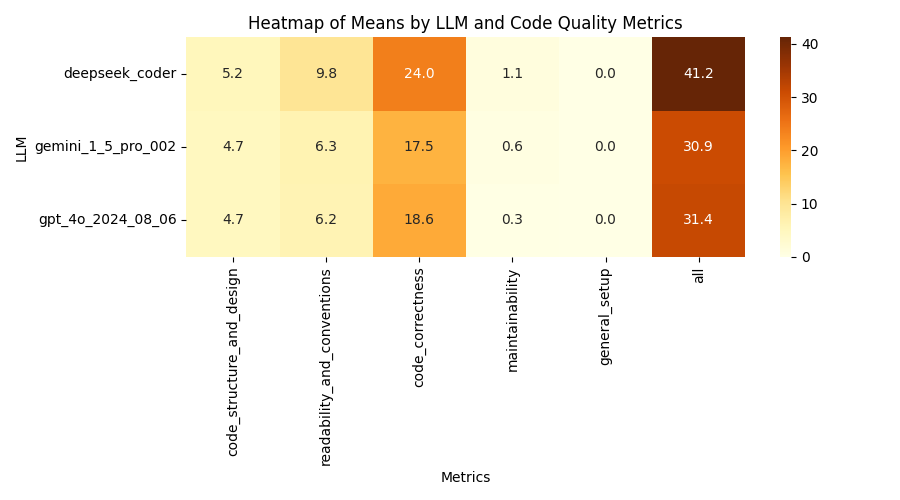 Heatmap of Means by LLM and Code Quality Metrics
LLM
deepseek_coder 5.2 9.8 24.0 1.1 0.0 41.2
gemini_1_5_pro_002 4.7 6.3 17.5 0.6 0.0 30.9
gpt_4o_2024_08_06 4.7 6.2 18.6 0.3 0.0 31.4
code_structure_and_design
readability_and_conventions
code_correctness
maintainability
general_setup
all
Metrics
40
30
20
10
0